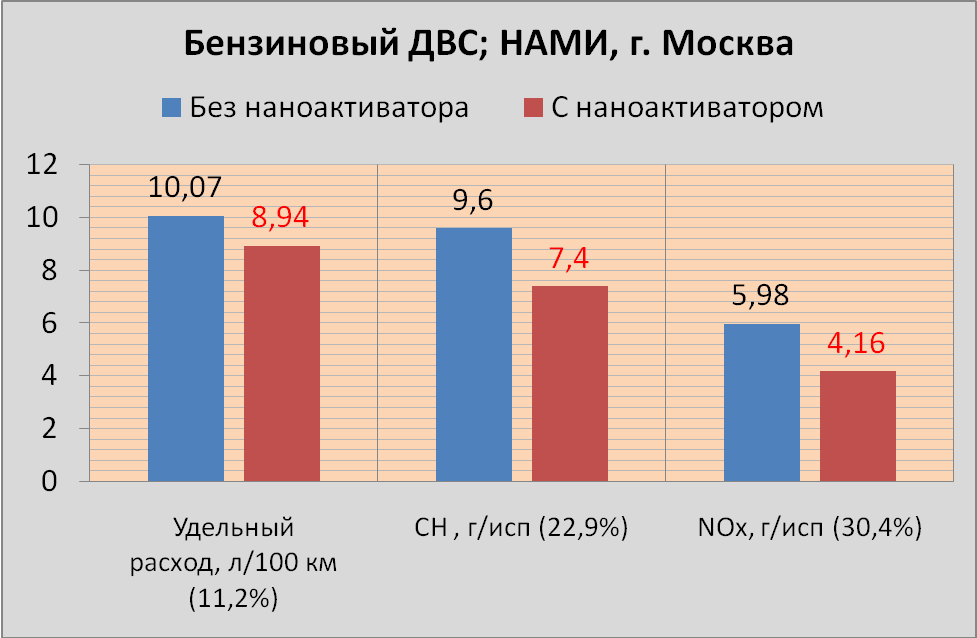 Бензиновый ДВС; НАМИ, г. Москва
Без наноактиватора С наноактиватором
12
10
8
6
4
2
0
10,07
8,94
9,6
7,4
5,98
4,16
Удельный
расход, л/100 км
(11,2%)
СН , г/исп (22,9%)
NOx, г/исп (30,4%)